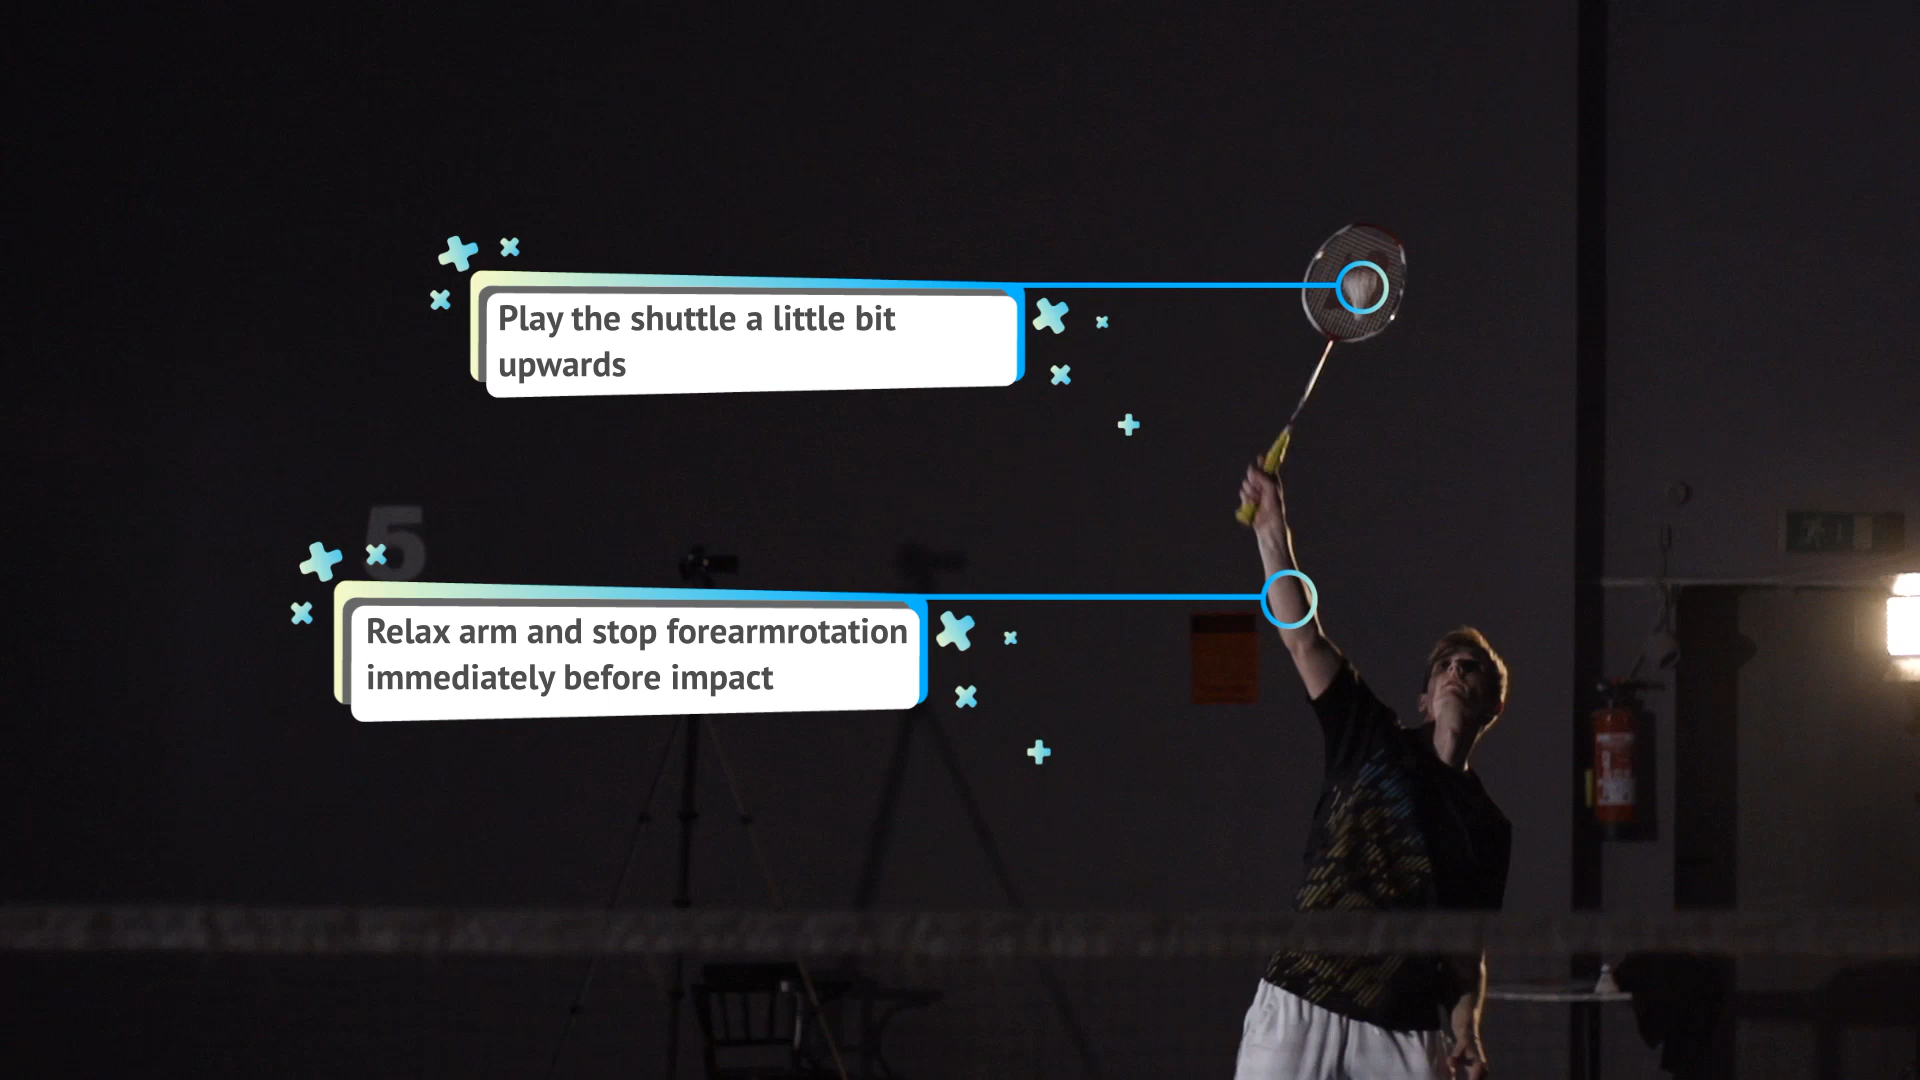 Play the shuttle a little bit
upwards
5
Relax arm and stop forearmrotation
immediately before impact